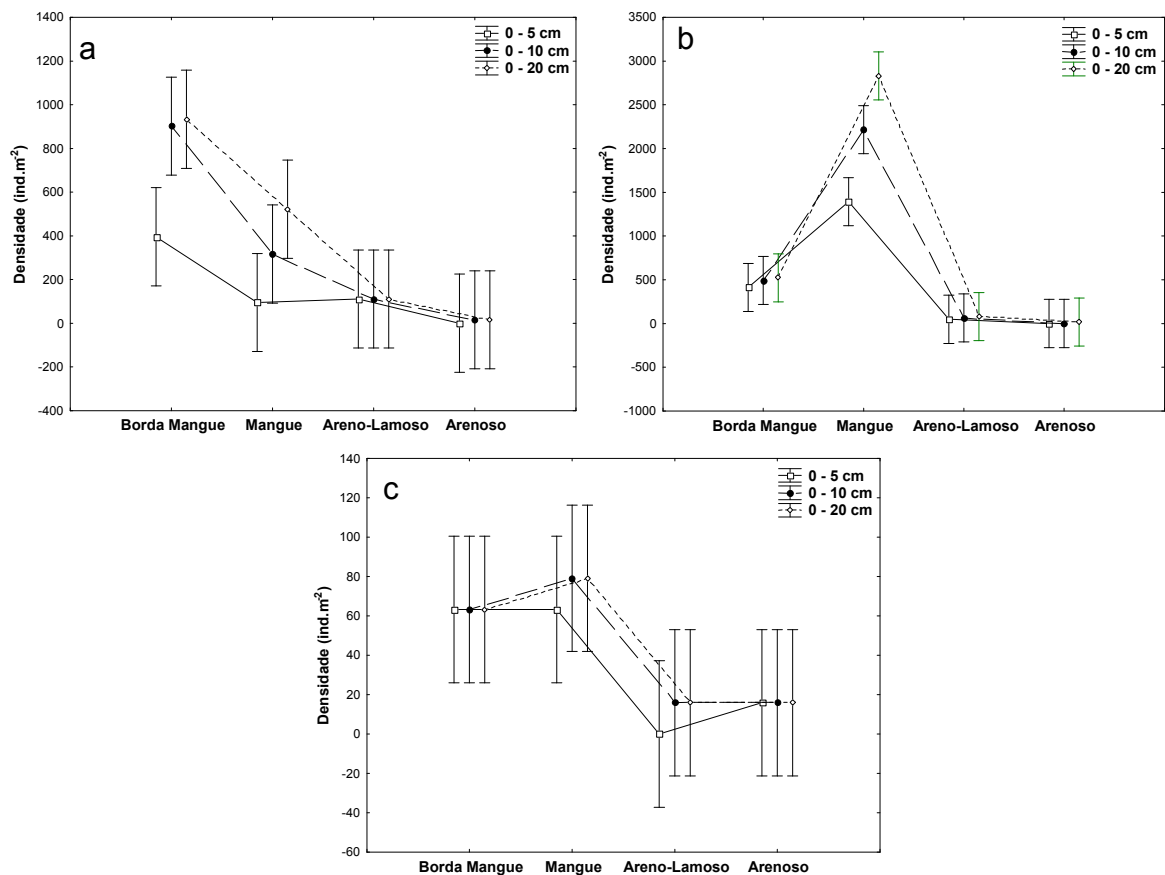 a
0 - 5 cm
0 - 10 cm
0 - 20 cm
Densidade (ind.m-2)
1400
1200
1000
800
600
400
200
0
-200
-400
Borda Mangue Mangue Areno-Lamoso Arenoso
b
0 - 5 cm
0 - 10 cm
0 - 20 cm
Densidade (ind.m-2)
3500
3000
2500
2000
1500
1000
500
0
-500
-1000
Borda Mangue Mangue Areno-Lamoso Arenoso
c
0 - 5 cm
0 - 10 cm
0 - 20 cm
Densidade (ind.m-2)
140
120
100
80
60
40
20
0
-20
-40
-60
Borda Mangue Mangue Areno-Lamoso Arenoso